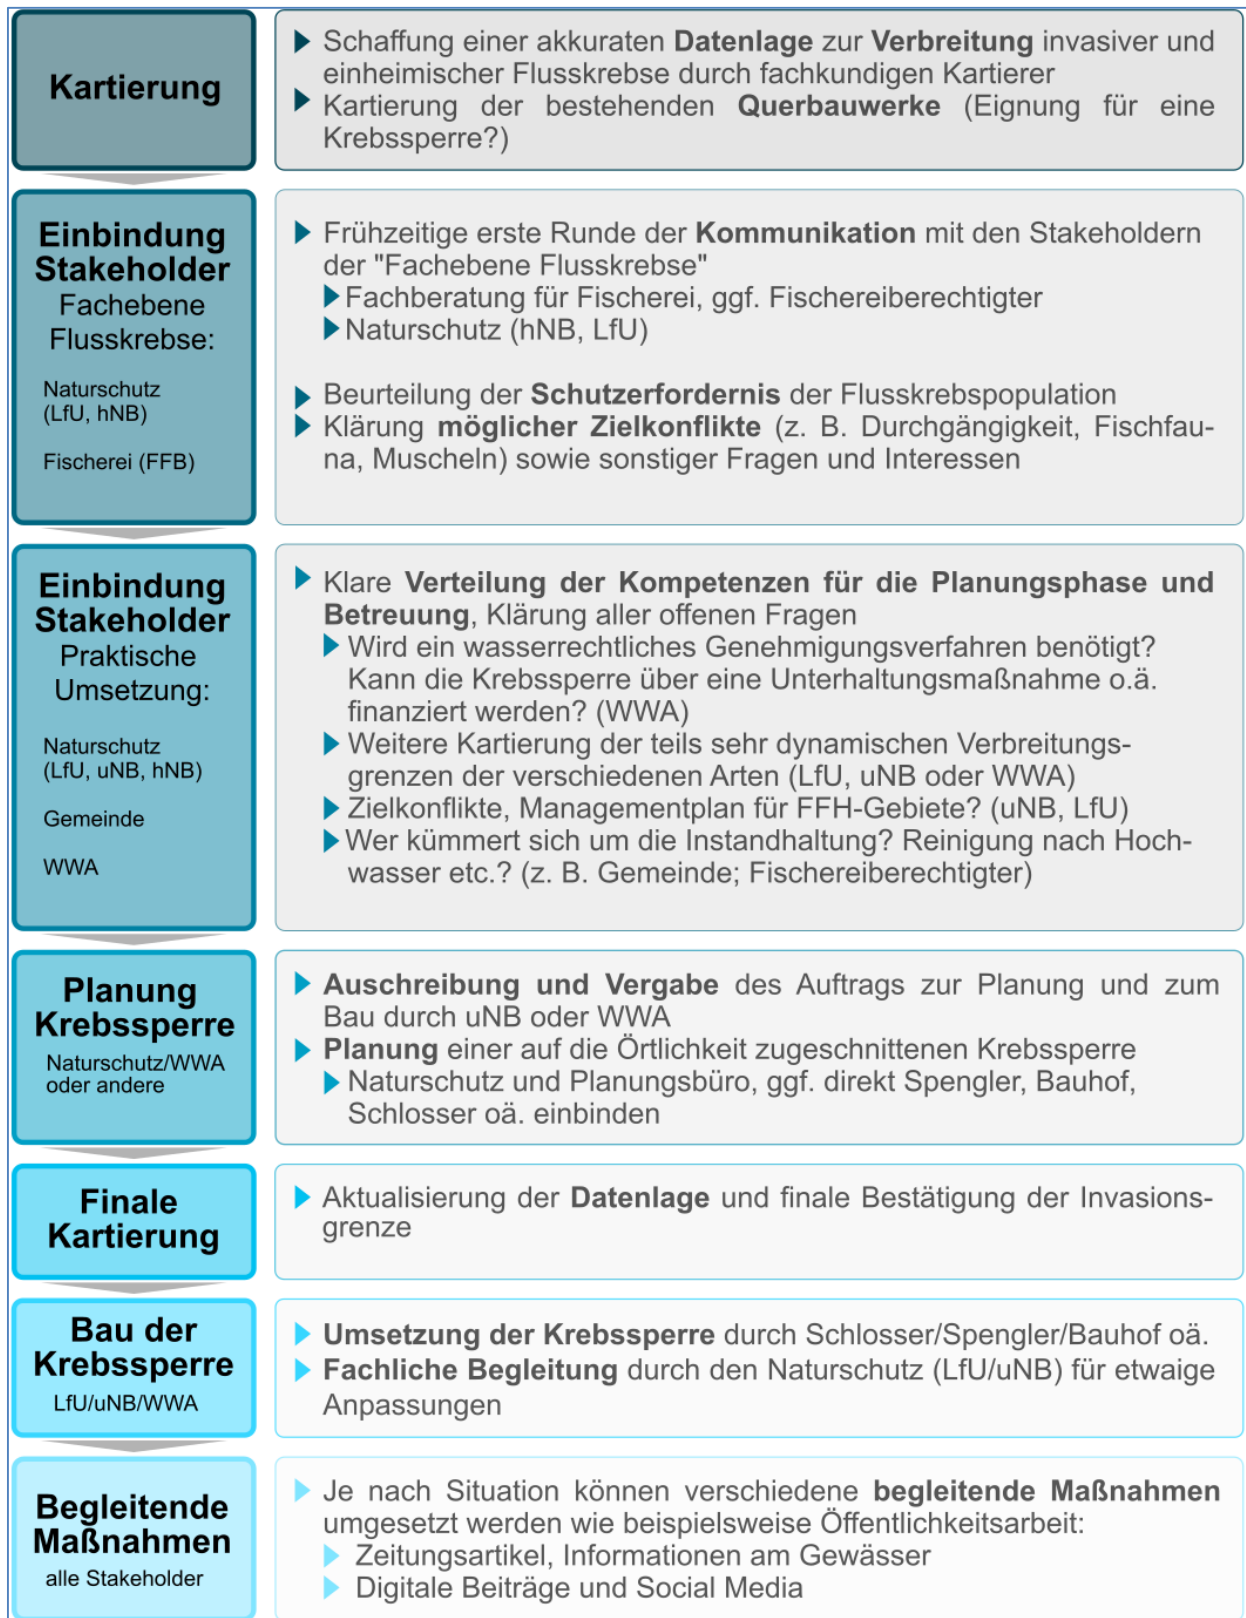 Kartierung
▶ Schaffung einer akkuraten Datenlage zur Verbreitung invasiver und
einheimischer Flusskrebse durch fachkundigen Kartierer
▶ Kartierung der bestehenden Querbauwerke (Eignung für eine
Krebssperre?)
Einbindung
Stakeholder
Fachebene
Flusskrebse:
Naturschutz
(LfU, hNB)
Fischerei (FFB)
▶ Frühzeitige erste Runde der Kommunikation mit den Stakeholdern
der "Fachebene Flusskrebse"
▶ Fachberatung für Fischerei, ggf. Fischereiberechtigter
▶ Naturschutz (hNB, LfU)
▶ Beurteilung der Schutzerfordernis der Flusskrebspopulation
▶ Klärung möglicher Zielkonflikte (z. B. Durchgängigkeit, Fischfau-
na, Muscheln) sowie sonstiger Fragen und Interessen
Einbindung
Stakeholder
Praktische
Umsetzung:
Naturschutz
(LfU, uNB, hNB)
Gemeinde
WWA
▶ Klare Verteilung der Kompetenzen für die Planungsphase und
Betreuung, Klärung aller offenen Fragen
▶ Wird ein wasserrechtliches Genehmigungsverfahren benötigt?
Kann die Krebssperre über eine Unterhaltungsmaßnahme o.ä.
finanziert werden? (WWA)
▶ Weitere Kartierung der teils sehr dynamischen Verbreitungs-
grenzen der verschiedenen Arten (LfU, uNB oder WWA)
▶ Zielkonflikte, Managementplan für FFH-Gebiete? (uNB, LfU)
▶ Wer kümmert sich um die Instandhaltung? Reinigung nach Hoch-
wasser etc.? (z. B. Gemeinde; Fischereiberechtigter)
Planung
Krebssperre
Naturschutz/WWA
oder andere
▶ Auschreibung und Vergabe des Auftrags zur Planung und zum
Bau durch uNB oder WWA
▶ Planung einer auf die Örtlichkeit zugeschnittenen Krebssperre
▶ Naturschutz und Planungsbüro, ggf. direkt Spengler, Bauhof,
Schlosser oä. einbinden
Finale
Kartierung
▶ Aktualisierung der Datenlage und finale Bestätigung der Invasions-
grenze
Bau der
Krebssperre
LfU/uNB/WWA
▶ Umsetzung der Krebssperre durch Schlosser/Spengler/Bauhof oä.
▶ Fachliche Begleitung durch den Naturschutz (LfU/uNB) für etwaige
Anpassungen
Begleitende
Maßnahmen
alle Stakeholder
▶ Je nach Situation können verschiedene begleitende Maßnahmen
umgesetzt werden wie beispielsweise Öffentlichkeitsarbeit:
▶ Zeitungsartikel, Informationen am Gewässer
▶ Digitale Beiträge und Social Media